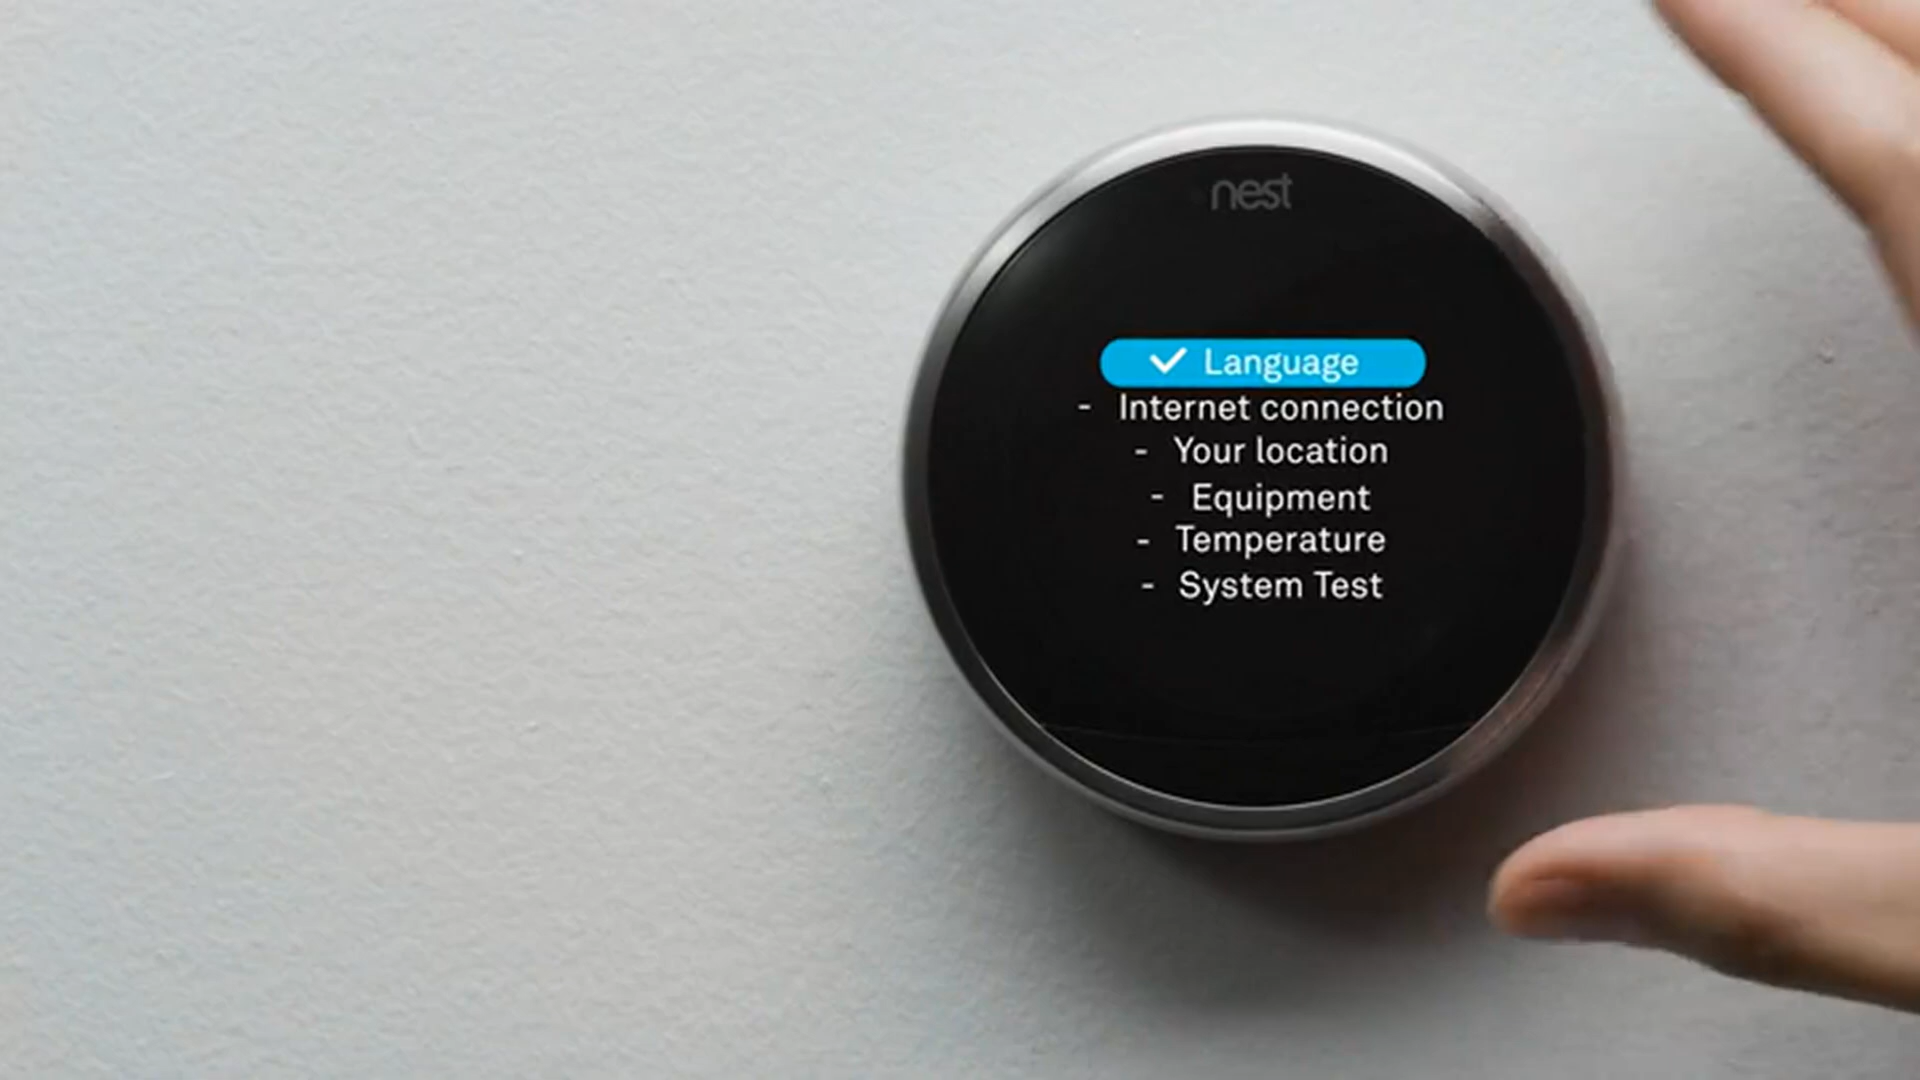 nest
✓ Language
- Internet connection
- Your location
- Equipment
- Temperature
- System Test